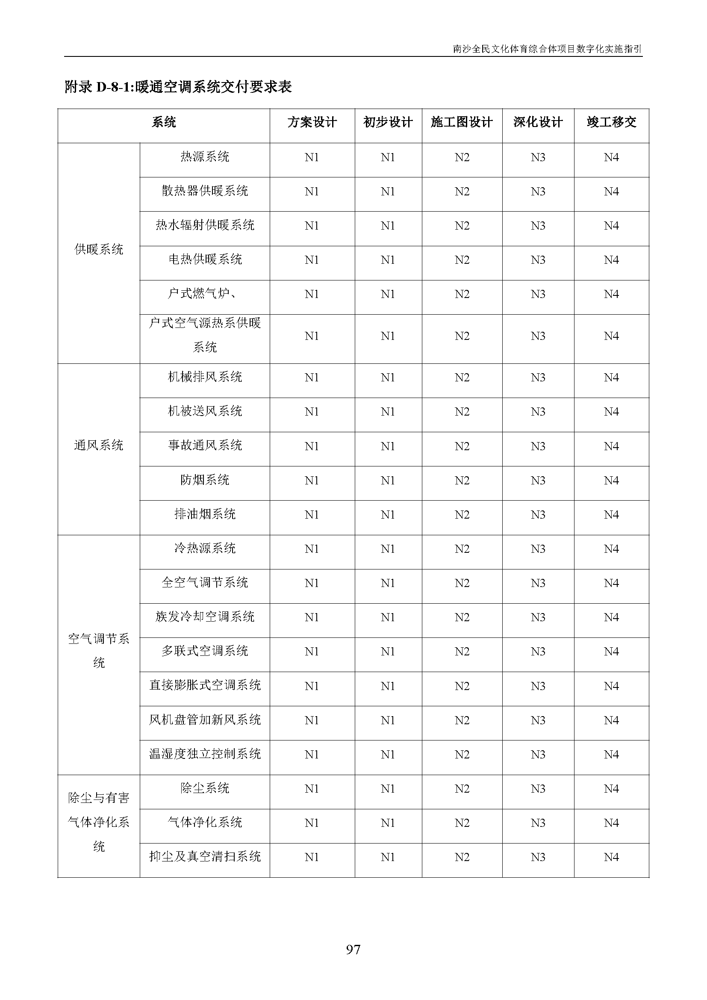 南沙全民文化体育综合体项目数字化实施指引
附录 D-8-1:暖通空调系统交付要求表
系统 方案设计 初步设计 施工图设计 深化设计 竣工移交
供暖系统
热源系统 N1 N1 N2 N3 N4
散热器供暖系统 N1 N1 N2 N3 N4
热水辐射供暖系统 N1 N1 N2 N3 N4
电热供暖系统 N1 N1 N2 N3 N4
户式燃气炉、 N1 N1 N2 N3 N4
户式空气源热系供暖
系统 N1 N1 N2 N3 N4
通风系统
机械排风系统 N1 N1 N2 N3 N4
机被送风系统 N1 N1 N2 N3 N4
事故通风系统 N1 N1 N2 N3 N4
防烟系统 N1 N1 N2 N3 N4
排油烟系统 N1 N1 N2 N3 N4
空气调节系
统
冷热源系统 N1 N1 N2 N3 N4
全空气调节系统 N1 N1 N2 N3 N4
族发冷却空调系统 N1 N1 N2 N3 N4
多联式空调系统 N1 N1 N2 N3 N4
直接膨胀式空调系统 N1 N1 N2 N3 N4
风机盘管加新风系统 N1 N1 N2 N3 N4
温湿度独立控制系统 N1 N1 N2 N3 N4
除尘与有害
气体净化系
统
除尘系统 N1 N1 N2 N3 N4
气体净化系统 N1 N1 N2 N3 N4
抑尘及真空清扫系统 N1 N1 N2 N3 N4
97